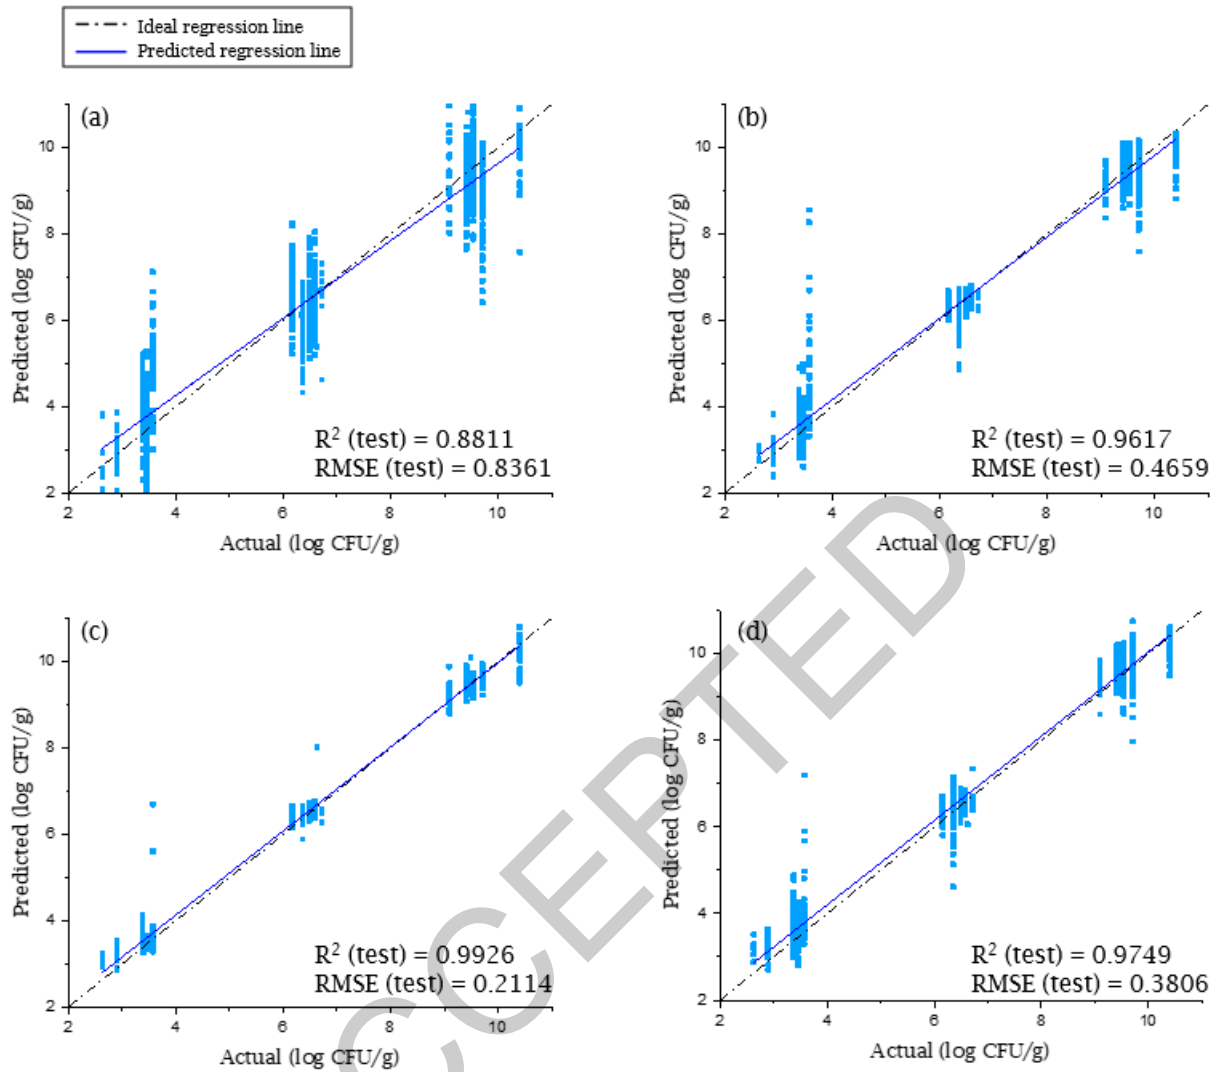 Ideal regression line
Predicted regression line
(a)
10
8
6
4
2
2 4 6 8 10
Predicted (log CFU/g)
Actual (log CFU/g)
R² (test) = 0.8811
RMSE (test) = 0.8361
(b)
10
8
6
4
2
2 4 6 8 10
Predicted (log CFU/g)
Actual (log CFU/g)
R² (test) = 0.9617
RMSE (test) = 0.4659
(c)
10
8
6
4
2
2 4 6 8 10
Predicted (log CFU/g)
Actual (log CFU/g)
R² (test) = 0.9926
RMSE (test) = 0.2114
(d)
10
8
6
4
2
2 4 6 8 10
Predicted (log CFU/g)
Actual (log CFU/g)
R² (test) = 0.9749
RMSE (test) = 0.3806
CCEPTED